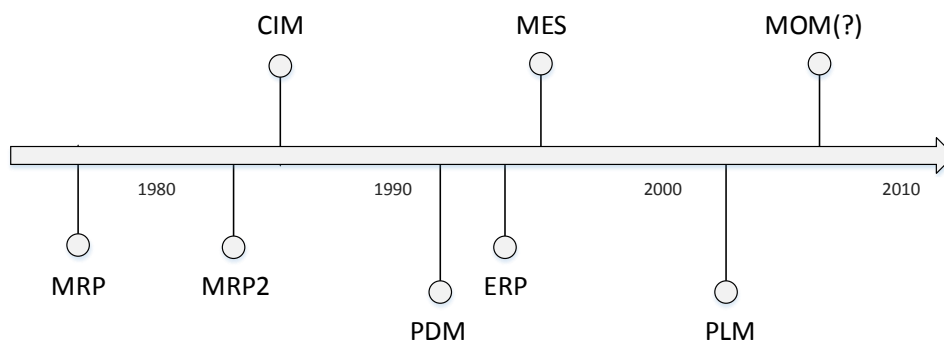 CIM MES MOM(?)
1980 1990 2000 2010
MRP MRP2 ERP
PDM PLM